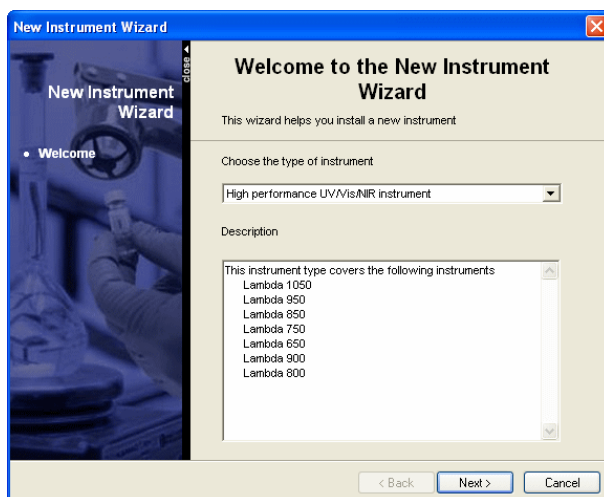 New Instrument Wizard
close
New Instrument
Wizard
• Welcome
Welcome to the New Instrument
Wizard
This wizard helps you install a new instrument
Choose the type of instrument
High performance UV/Vis/NIR instrument
Description
This instrument type covers the following instruments
Lambda 1050
Lambda 950
Lambda 850
Lambda 750
Lambda 650
Lambda 900
Lambda 800
< Back
Next >
Cancel